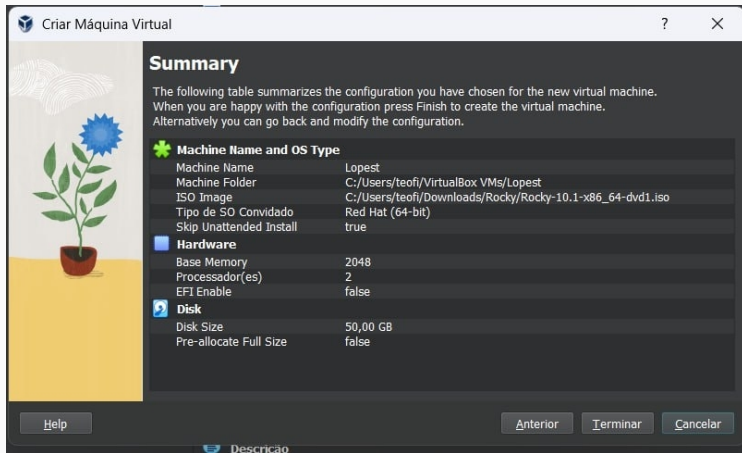 Criar Máquina Virtual
?
Summary
The following table summarizes the configuration you have chosen for the new virtual machine.
When you are happy with the configuration press Finish to create the virtual machine.
Alternatively you can go back and modify the configuration.
Machine Name and OS Type
Machine Name Lopest
Machine Folder C:/Users/teofi/VirtualBox VMs/Lopest
ISO Image C:/Users/teofi/Downloads/Rocky/Rocky-10.1-x86_64-dvd1.iso
Tipo de SO Convidado Red Hat (64-bit)
Skip Unattended Install true
Hardware
Base Memory 2048
Processador(es) 2
EFI Enable false
Disk
Disk Size 50,00 GB
Pre-allocate Full Size false
Help Anterior Terminar Cancelar
Descrição